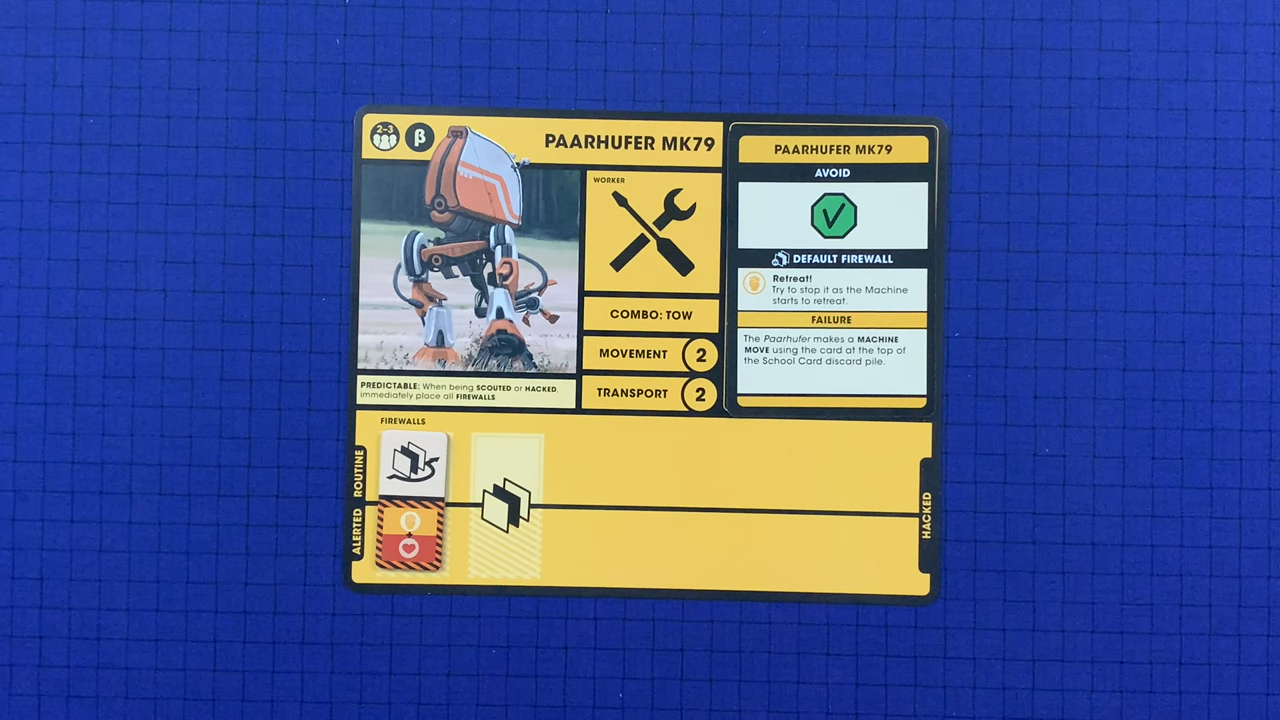 2-3
β
PAARHUFER MK79
WORKER
COMBO: TOW
MOVEMENT 2
TRANSPORT 2
PREDICTABLE: When being SCOUTED or HACKED,
immediately place all FIREWALLS
PAARHUFER MK79
AVOID
DEFAULT FIREWALL
Retreat!
Try to stop it as the Machine
starts to retreat.
FAILURE
The Paarhufer makes a MACHINE
MOVE using the card at the top of
the School Card discard pile.
FIREWALLS
ROUTINE
ALERTED
+
HACKED